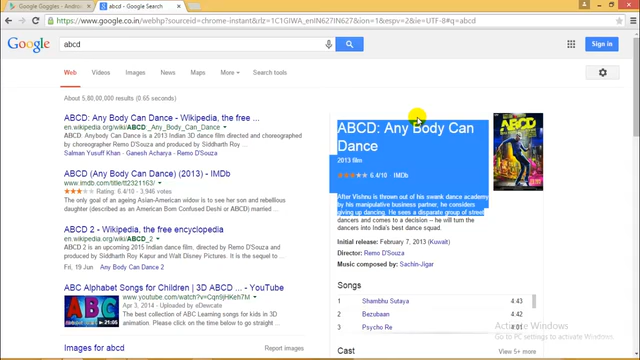 Google Goggles - Androi
abcd - Google Search
https://www.google.co.in/webhp?sourceid=chrome-instant&rlz=1C1GIWA_enIN627IN627&ion=1&espv=2&ie=UTF-8#q=abcd
Google
abcd
Sign in
Web Videos Images News Maps More Search tools
About 5,80,00,000 results (0.65 seconds)
ABCD: Any Body Can Dance - Wikipedia, the free ...
en.wikipedia.org/wiki/ABCD:_Any_Body_Can_Dance
ABCD: Anybody Can Dance is a 2013 Indian 3D dance film directed and choreographed
by choreographer Remo D'Souza and produced by Siddharth Roy ...
Salman Yusuff Khan - Ganesh Acharya - Remo D'Souza
ABCD (Any Body Can Dance) (2013) - IMDb
www.imdb.com/title/tt2321163/
Rating: 6.4/10 - 3,946 votes
The only goal of an ageing Asian-American widow is to see her son and rebellious
daughter (described as an American Born Confused Deshi or ABCD) married ...
ABCD 2 - Wikipedia, the free encyclopedia
en.wikipedia.org/wiki/ABCD_2
ABCD 2 is an upcoming 2015 Indian dance film, directed by Remo D'Souza and
produced by Siddharth Roy Kapur and Walt Disney Pictures. It is the sequel to ...
Fri, 19 Jun Any Body Can Dance 2
ABC Alphabet Songs for Children | 3D ABCD ... - YouTube
www.youtube.com/watch?v=Cqn9jHKeh7M
Apr 3, 2014 - Uploaded by eDewcate
The best collection of ABC Learning songs for kids in 3D
animation. Please click on the below time to go straight ...
ABC
21:05
Images for abcd
Report images
ABCD: Any Body Can
Dance
2013 film
6.4/10 · IMDb
After Vishnu is thrown out of his swank dance academy
by his manipulative business partner, he considers
giving up dancing. He sees a disparate group of street
dancers and comes to a decision -- he will turn the
dancers into India's best dance squad.
Initial release: February 7, 2013 (Kuwait)
Director: Remo D'Souza
Music composed by: Sachin-Jigar
Songs
1 Shambhu Sutaya 4:43
2 Bezubaan 4:42
3 Psycho Re 4:01
Cast
View 5+ more
ABCD
Activate Windows
Go to PC settings to activate Windows.